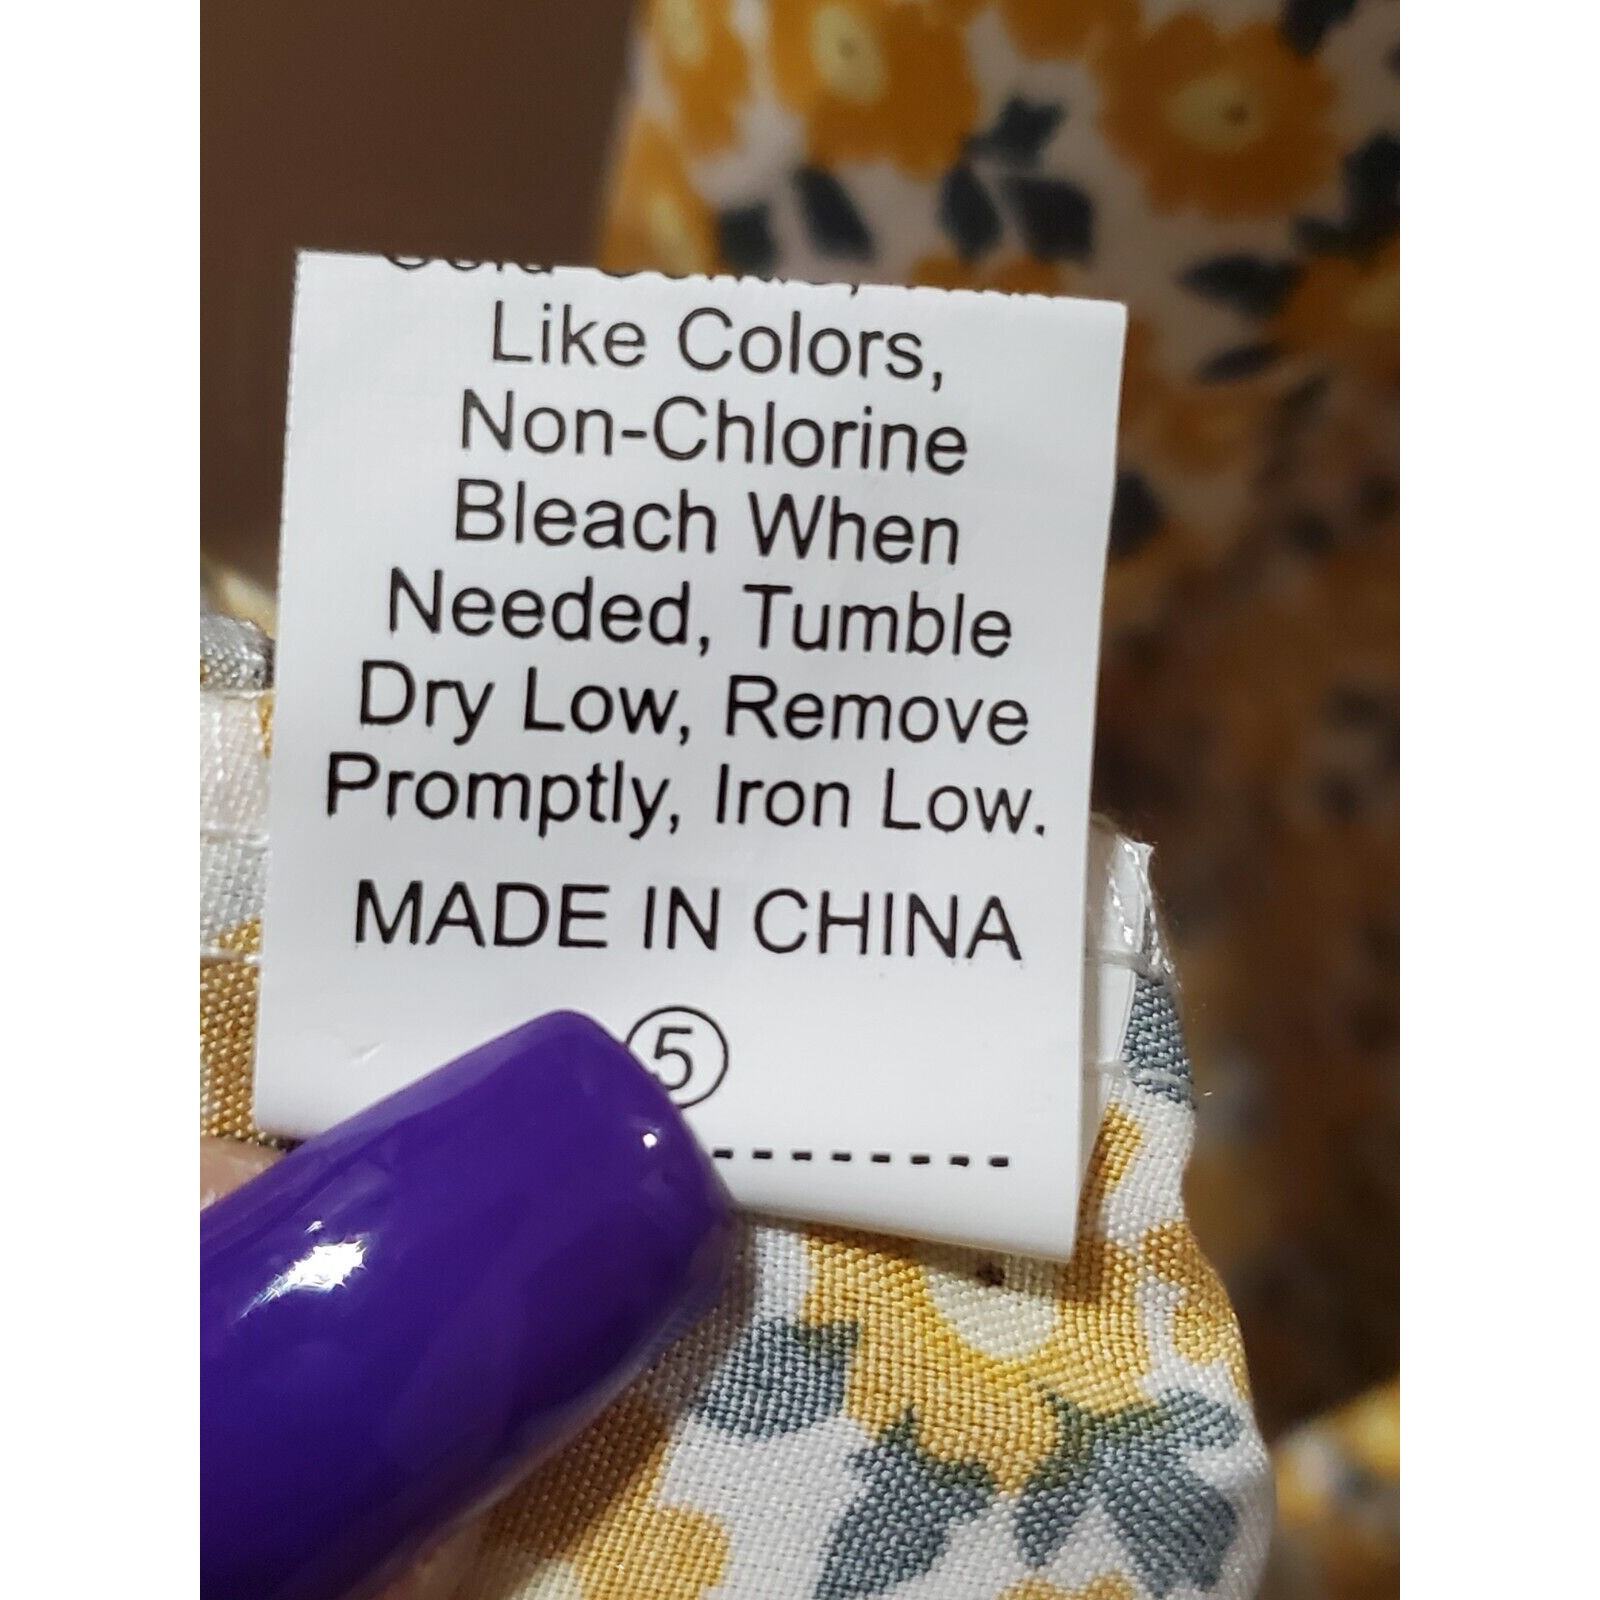 Like Colors,
Non-Chlorine
Bleach When
Needed, Tumble
Dry Low, Remove
Promptly, Iron Low.
MADE IN CHINA
5